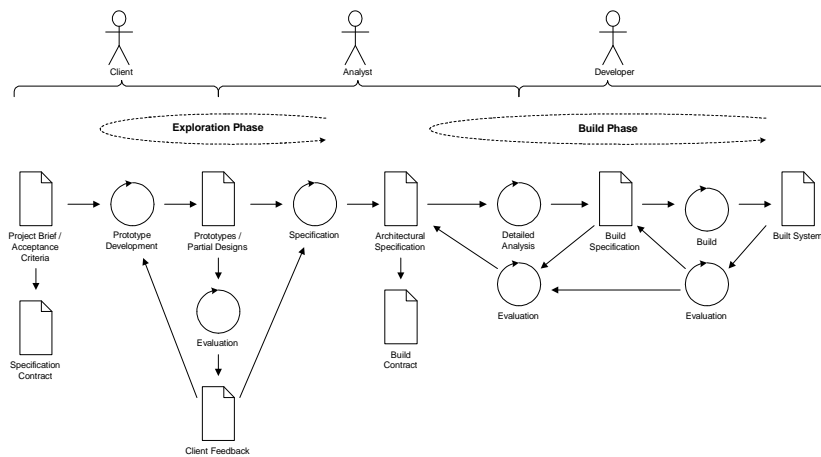 Client
Analyst
Developer
Exploration Phase
Build Phase
Project Brief /
Acceptance
Criteria
Prototype
Development
Prototypes /
Partial Designs
Specification
Architectural
Specification
Detailed
Analysis
Build
Specification
Build
Built System
Specification
Contract
Evaluation
Build
Contract
Evaluation
Evaluation
Client Feedback